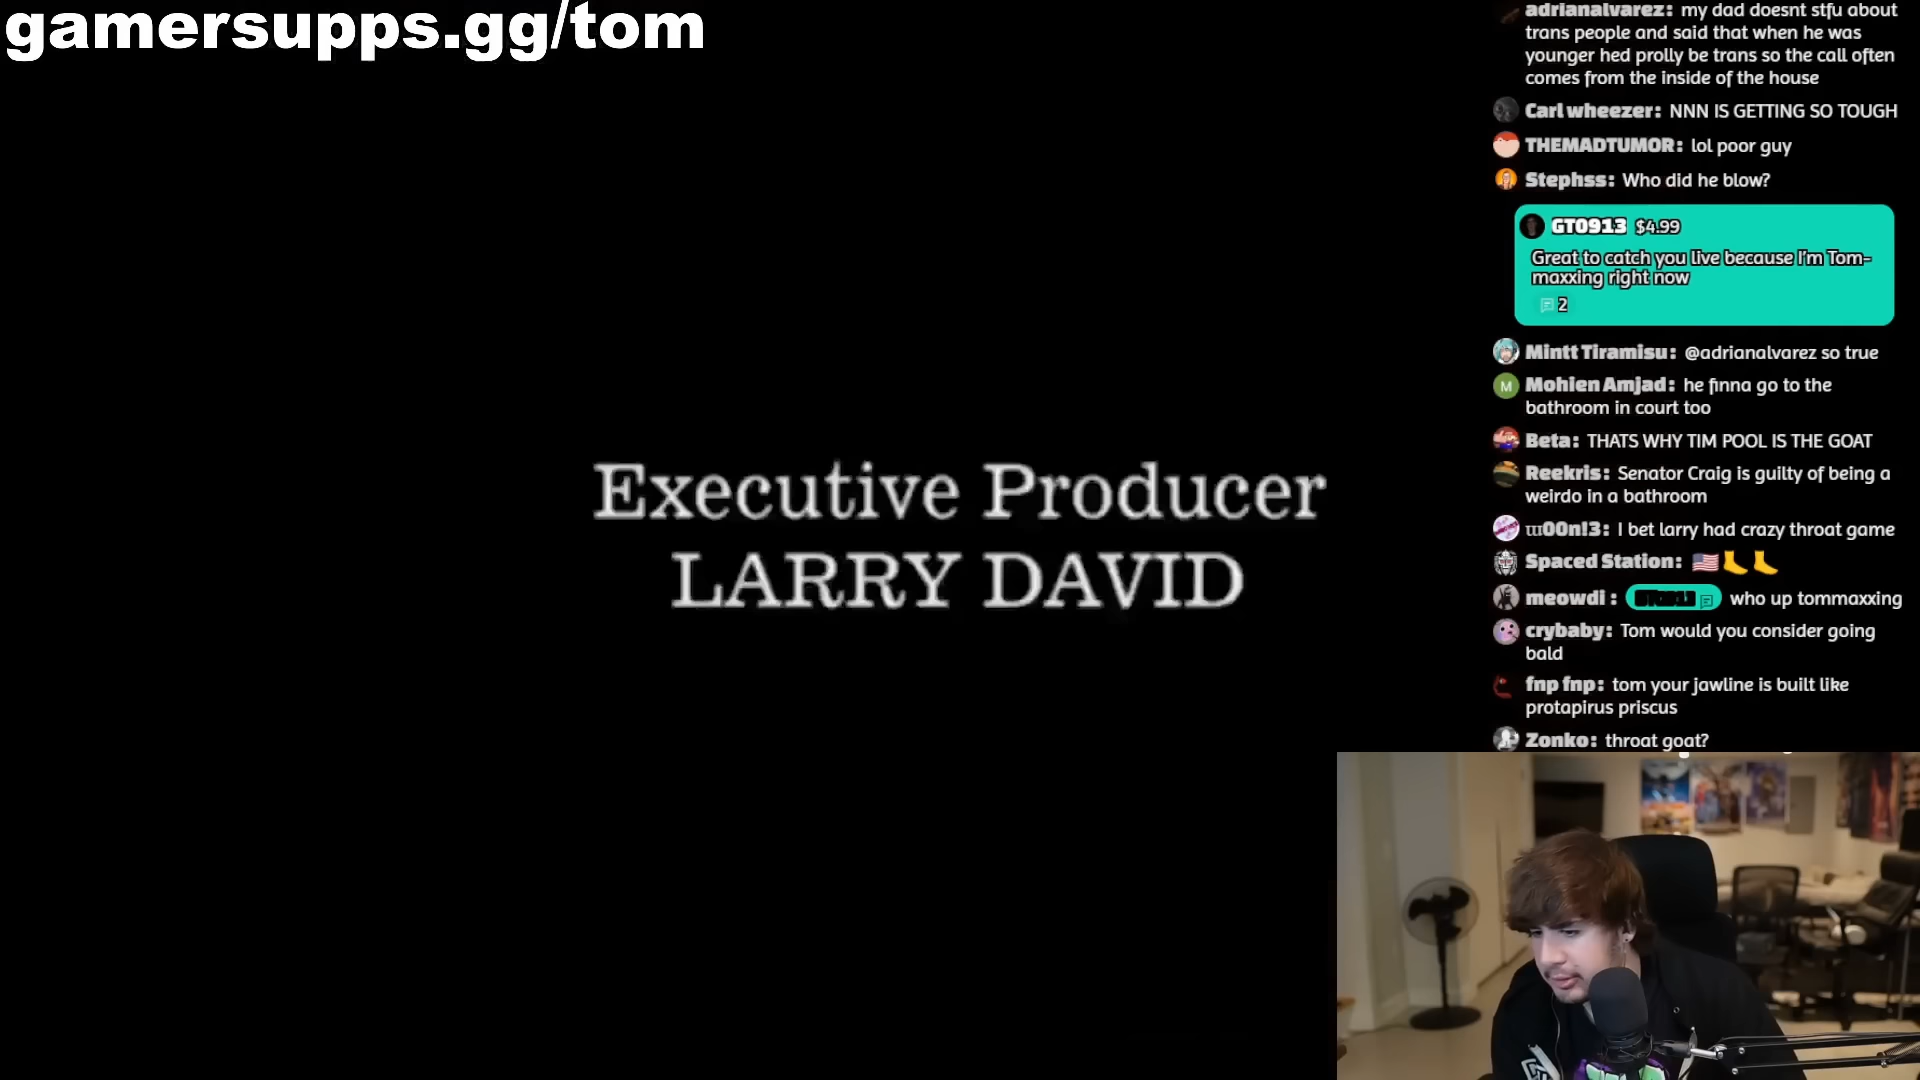 gamersupps.gg/tom
Executive Producer
LARRY DAVID
adrianalvarez: my dad doesnt stfu about
trans people and said that when he was
younger hed prolly be trans so the call often
comes from the inside of the house
Carl wheezer: NNN IS GETTING SO TOUGH
THEMADTUMOR: lol poor guy
Stephss: Who did he blow?
GT0913 $4.99
Great to catch you live because I'm Tom-
maxxing right now
2
Mintt Tiramisu: @adrianalvarez so true
M Mohien Amjad: he finna go to the
bathroom in court too
Beta: THATS WHY TIM POOL IS THE GOAT
Reekris: Senator Craig is guilty of being a
weirdo in a bathroom
ɯ00n!3: I bet larry had crazy throat game
Spaced Station: 🇺🇸🦶🦶
meowdi: who up tommaxxing
crybaby: Tom would you consider going
bald
fnp fnp: tom your jawline is built like
protapirus priscus
Zonko: throat goat?